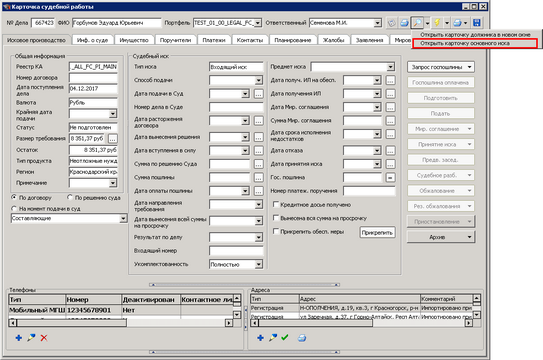 Карточка судебной работы
№ Дела 667423 ФИО Горбунов Эдуард Юрьевич Портфель TEST_01_00_LEGAL_FC_ Ответственный Семенова М.И.
Открыть карточку должника в новом окне
Открыть карточку основного иска
Исковое производство Инф. о суде Имущество Поручители Платежи Контакты Планирование Жалобы Заявления Миров
Общая информация
Реестр КА _ALL_FC_PI_MAIN
Номер договора
Дата поступления дела 04.12.2017
Валюта Рубль
Крайняя дата подачи
Статус Не подготовлен
Размер требования 8 351,37 руб
Остаток 8 351,37 руб
Тип продукта Неотложные нужд
Регион Краснодарский кр
Примечание
По договору По решению суда
На момент подачи в суд
Составляющие
Судебный иск
Тип иска Входящий иск
Способ подачи
Дата подачи в Суд
Номер дела в Суде
Дата расторжения договора
Дата вынесения решения
Дата вступления в силу
Сумма по решению Суда
Сумма пошлины
Дата оплаты пошлины
Дата направления требования
Дата вынесения всей суммы на просрочку
Результат по делу
Входящий номер
Укомплектованность Полностью
Предмет иска
Дата получ. ИЛ на обесп.
Дата получения ИЛ
Дата Мир. соглашения
Сумма Мир. соглашения
Дата срока исполнения недостатков
Дата отказа
Дата принятия иска
Гос. пошлина
Номер платеж. поручения
Кредитное досье получено
Вынесена вся сумма на просрочку
Прикрепить обесп. меры Прикрепить
Запрос госпошлины
Госпошлина оплачена
Подготовить
Подать
Мир. соглашение
Принятие иска
Предв. засед.
Судебное разб.
Обжалование
Рез. обжалования
Приостановление
Архив
Телефоны
Тип Номер Деактивирован Контактное ли
Мобильный МГШ 12345678901 Нет
Адреса
Тип Адрес Комментарий
Регистрация Н-ОПОЛЧЕНИЯ, д.19, кв.3, г Красногорск, р-н Импортировано при
Регистрация ул Заречная, д.37, г Горно-Алтайск, Респ Алт Импортировано при